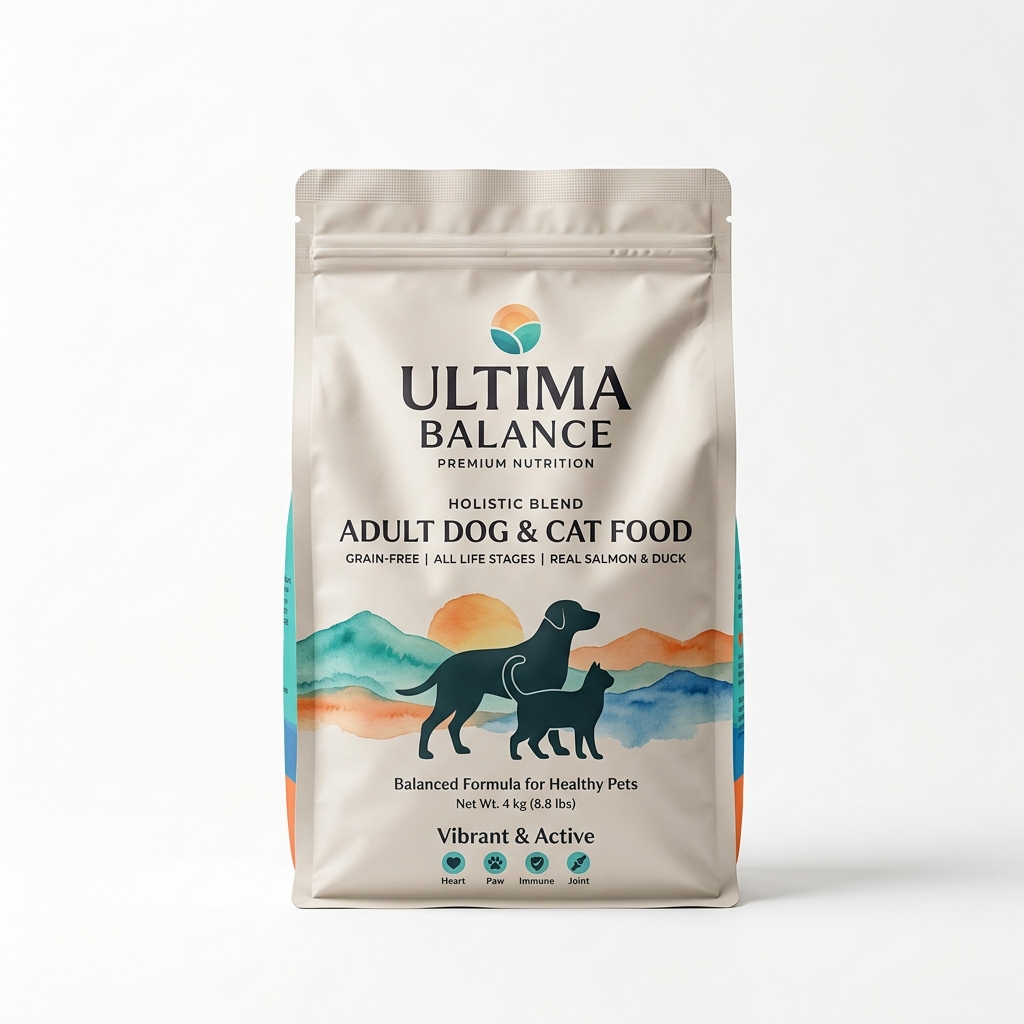 ULTIMA
BALANCE
PREMIUM NUTRITION
HOLISTIC BLEND
ADULT DOG & CAT FOOD
GRAIN-FREE | ALL LIFE STAGES | REAL SALMON & DUCK
Balanced Formula for Healthy Pets
Net Wt. 4 kg (8.8 lbs)
Vibrant & Active
Heart Paw Immune Joint